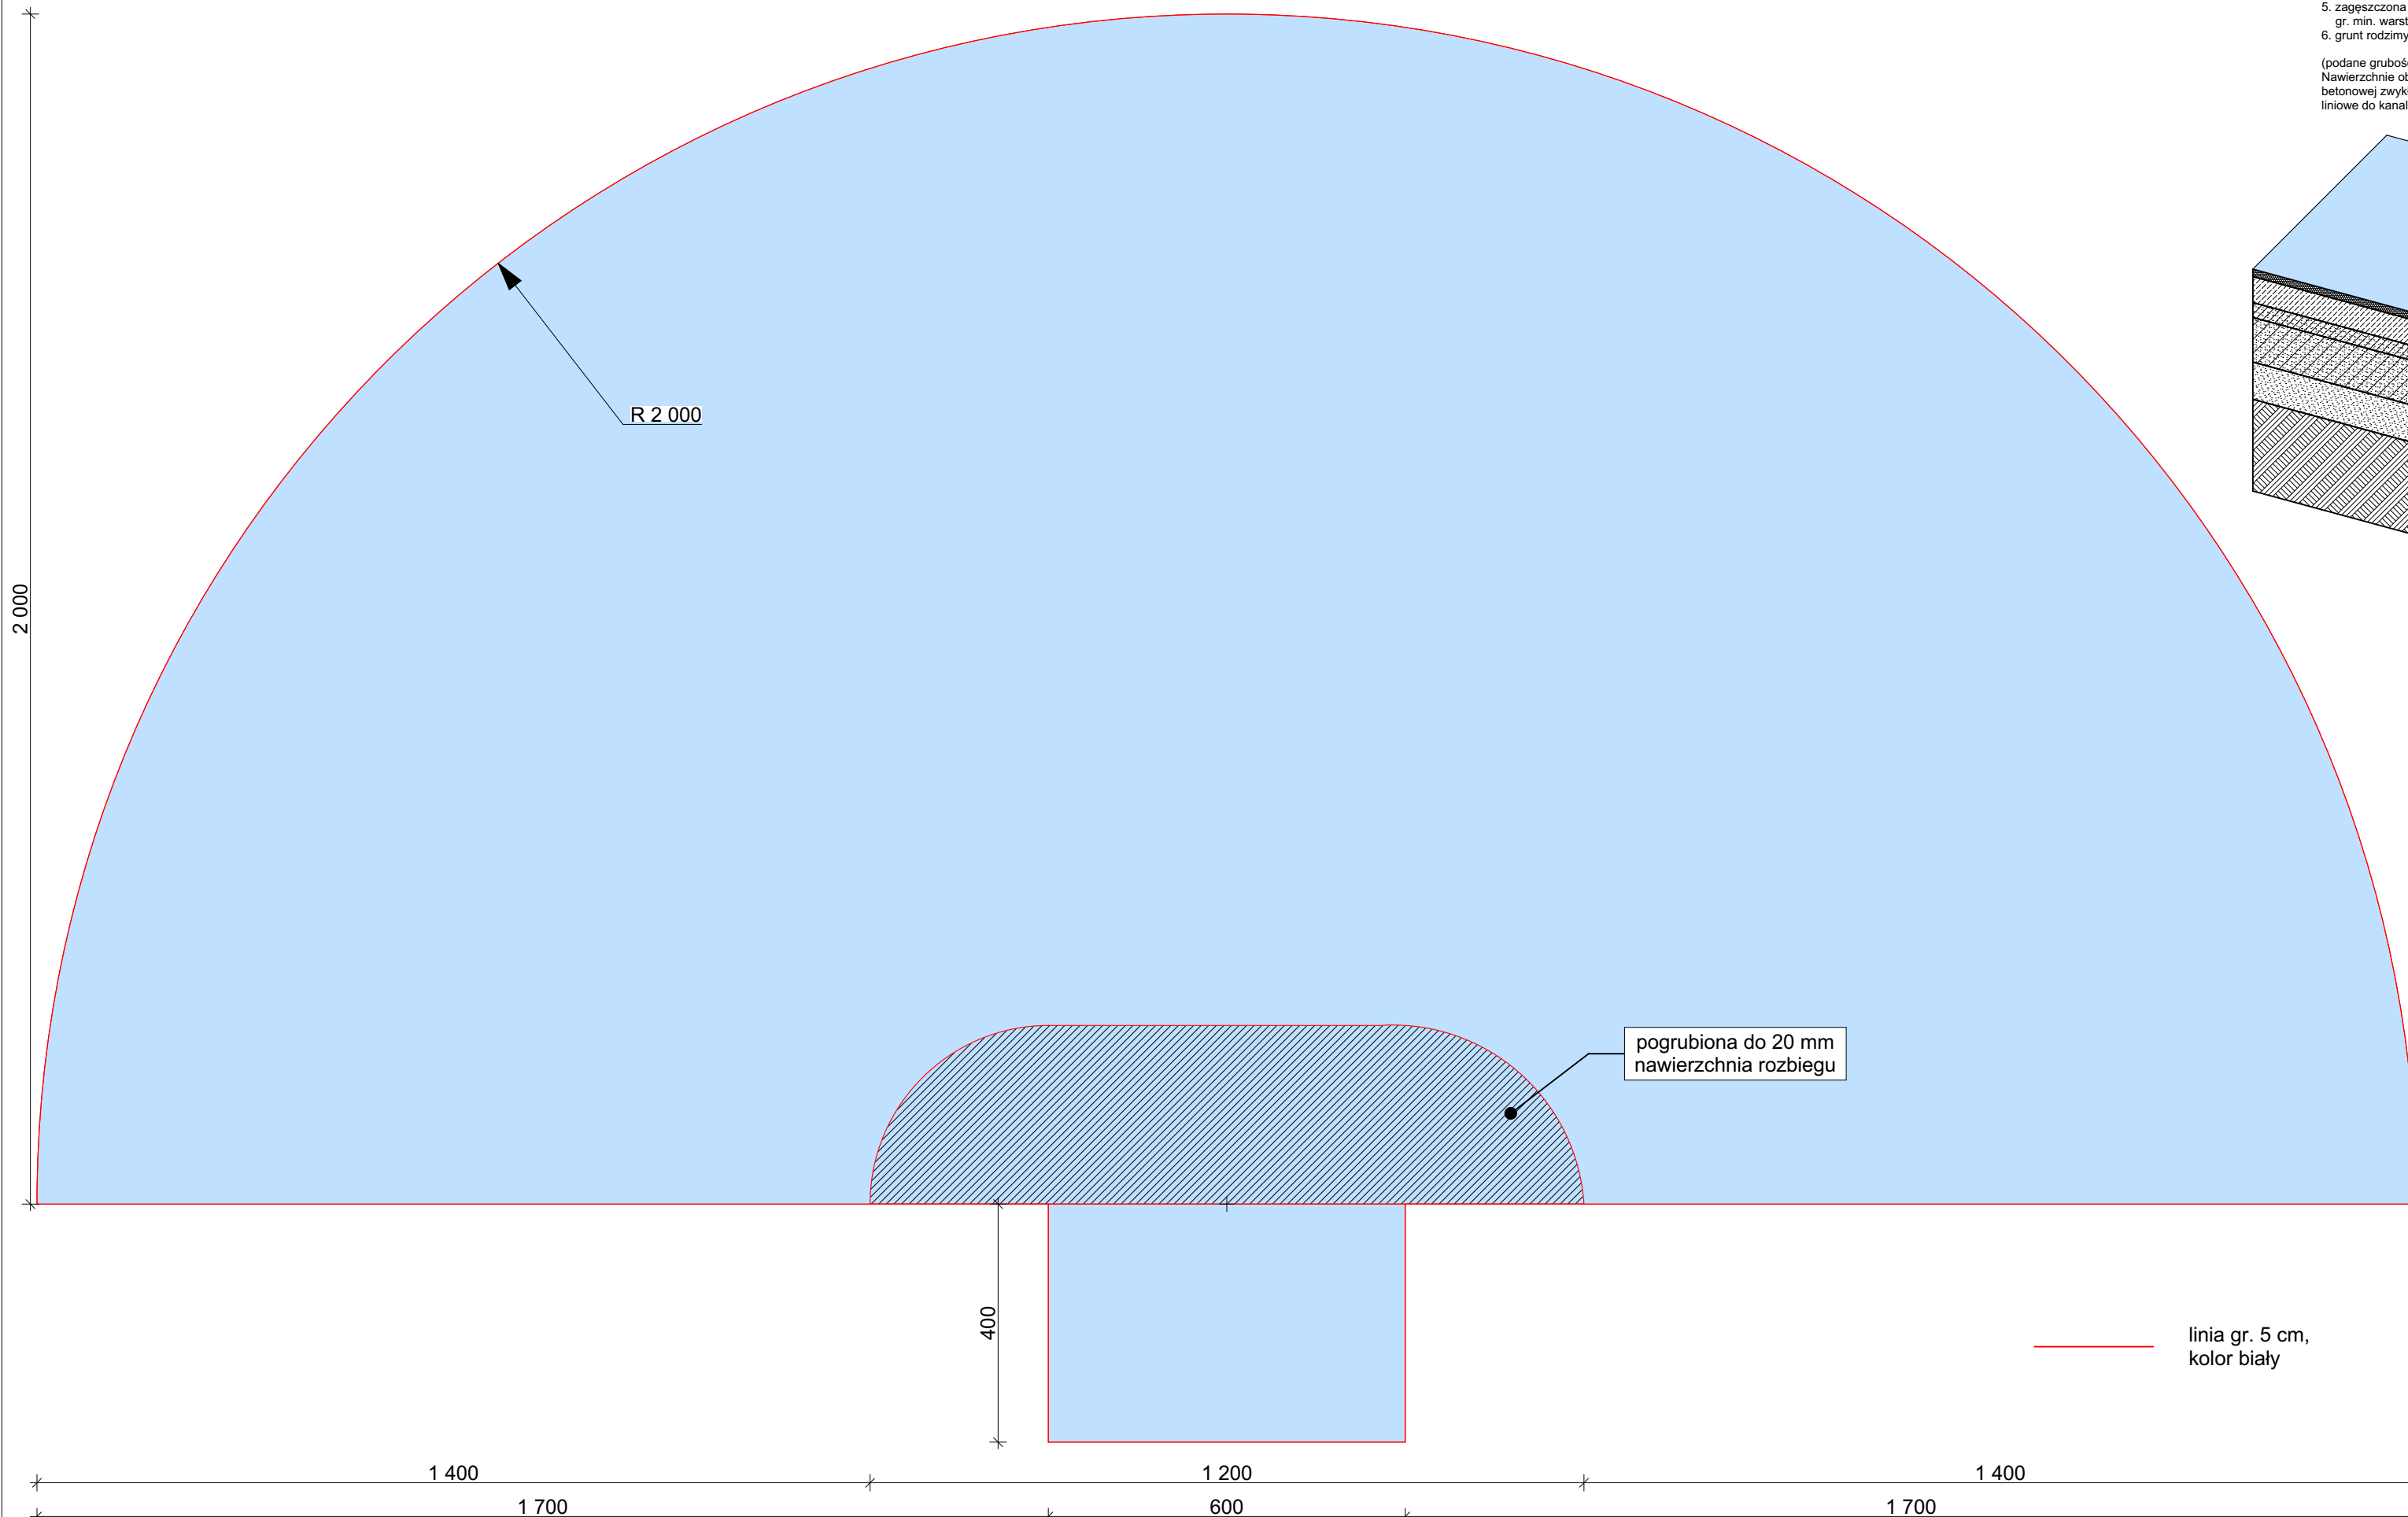 5. zagęszczona
gr. min. warst
6. grunt rodzimy
(podane gruboś
Nawierzchnie ob
betonowej zwyk
liniowe do kanal
R 2 000
2 000
pogrubiona do 20 mm
nawierzchnia rozbiegu
400
linia gr. 5 cm,
kolor biały
1 400
1 200
1 400
1 700
600
1 700